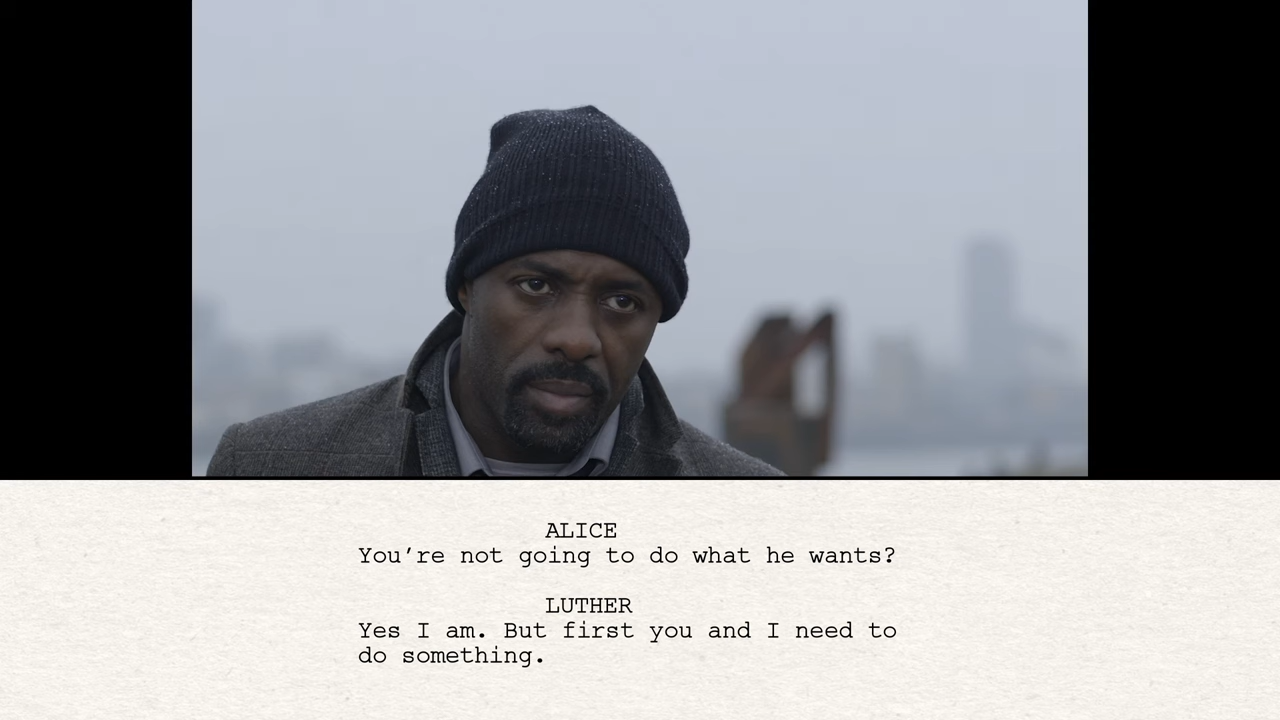 ALICE
You’re not going to do what he wants?
LUTHER
Yes I am. But first you and I need to
do something.